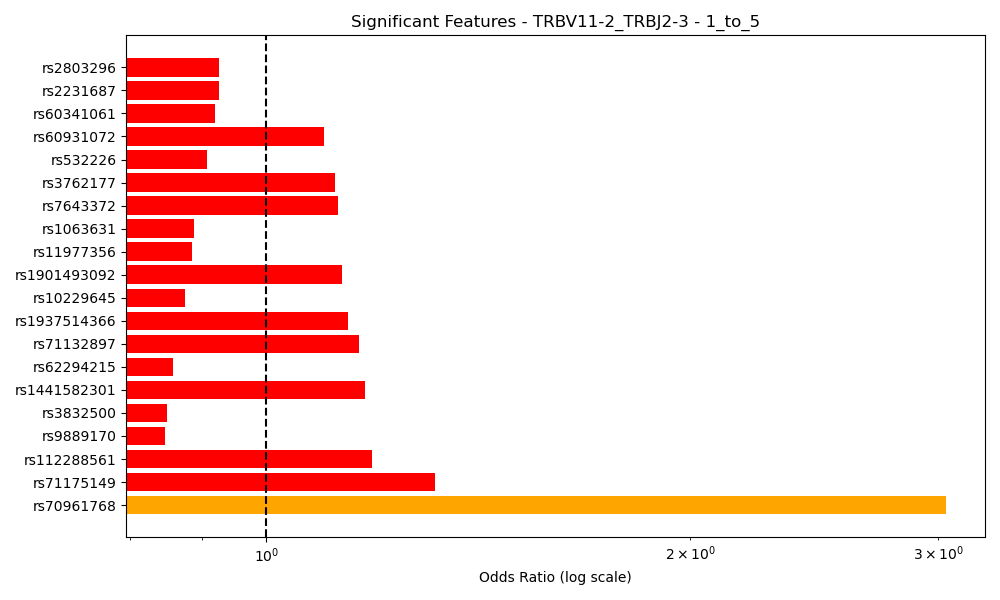 Significant Features - TRBV11-2_TRBJ2-3 - 1_to_5
rs2803296
rs2231687
rs60341061
rs60931072
rs532226
rs3762177
rs7643372
rs1063631
rs11977356
rs1901493092
rs10229645
rs1937514366
rs71132897
rs62294215
rs1441582301
rs3832500
rs9889170
rs112288561
rs71175149
rs70961768
10⁰ 2 × 10⁰ 3 × 10⁰
Odds Ratio (log scale)